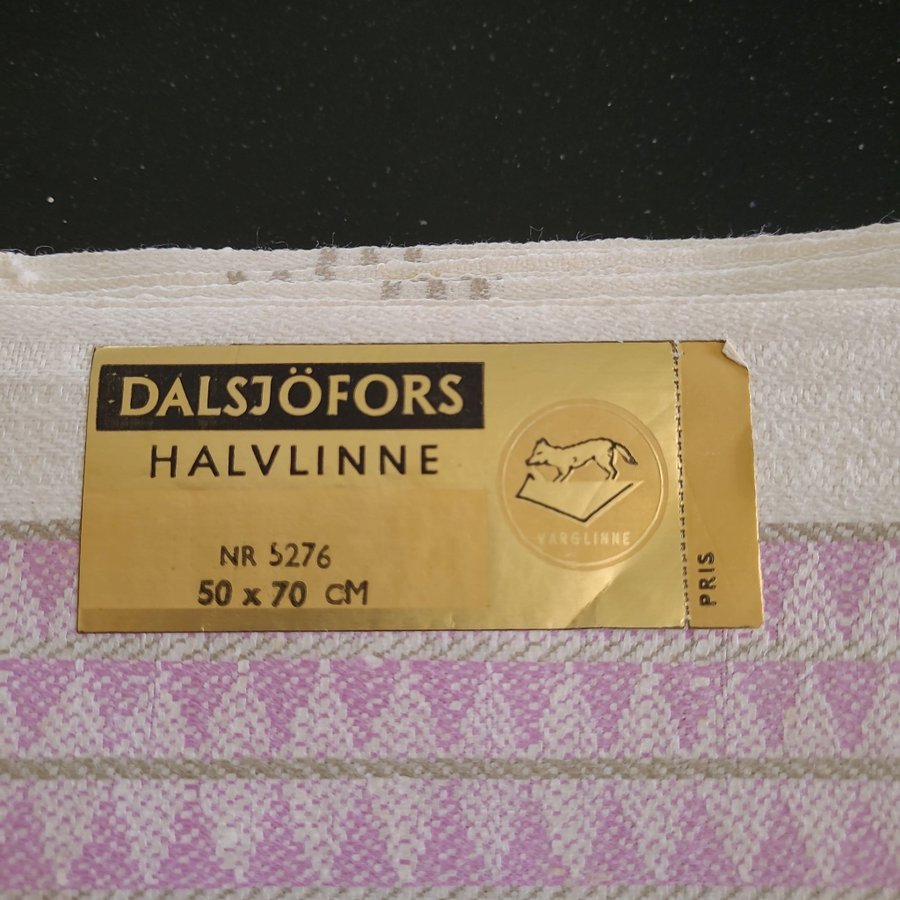 DALSJÖFORS
HALVLINNE
NR 5276
50 x 70 CM
VARGLINNE
PRIS